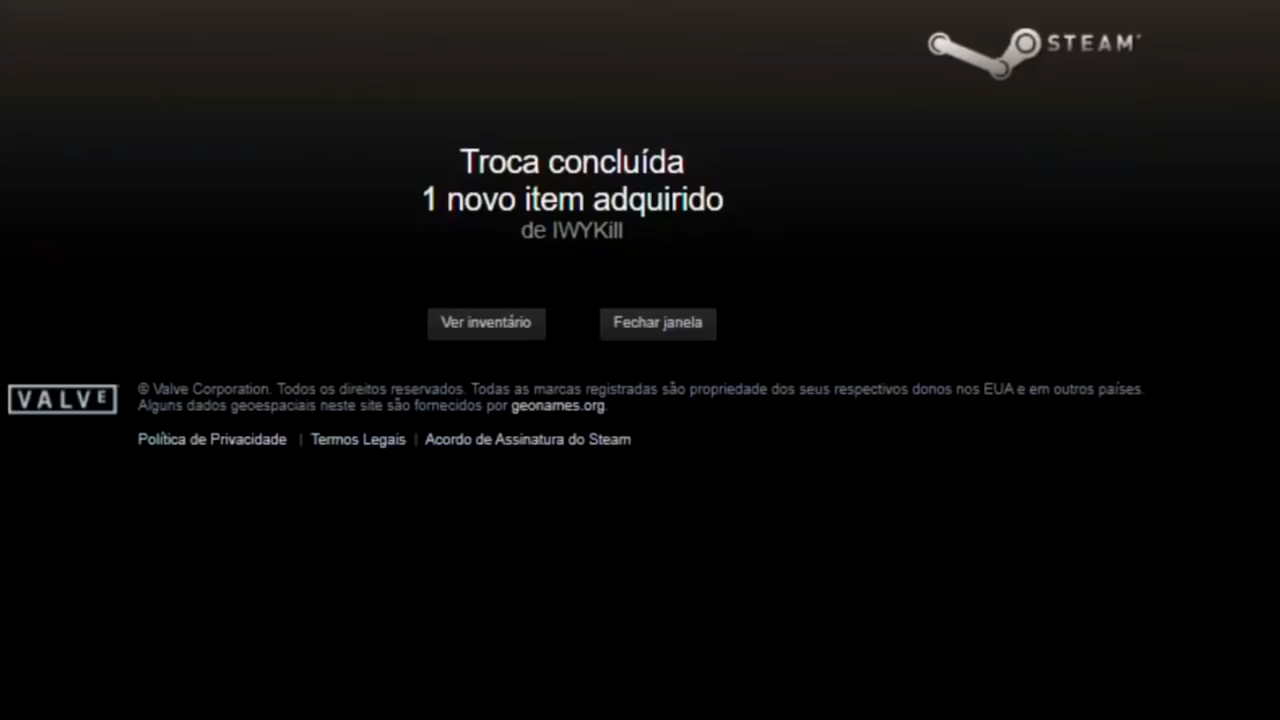 STEAM
Troca concluída
1 novo item adquirido
de IWYKill
Ver inventário
Fechar janela
VALVE
© Valve Corporation. Todos os direitos reservados. Todas as marcas registradas são propriedade dos seus respectivos donos nos EUA e em outros países.
Alguns dados geoespaciais neste site são fornecidos por geonames.org.
Política de Privacidade | Termos Legais | Acordo de Assinatura do Steam